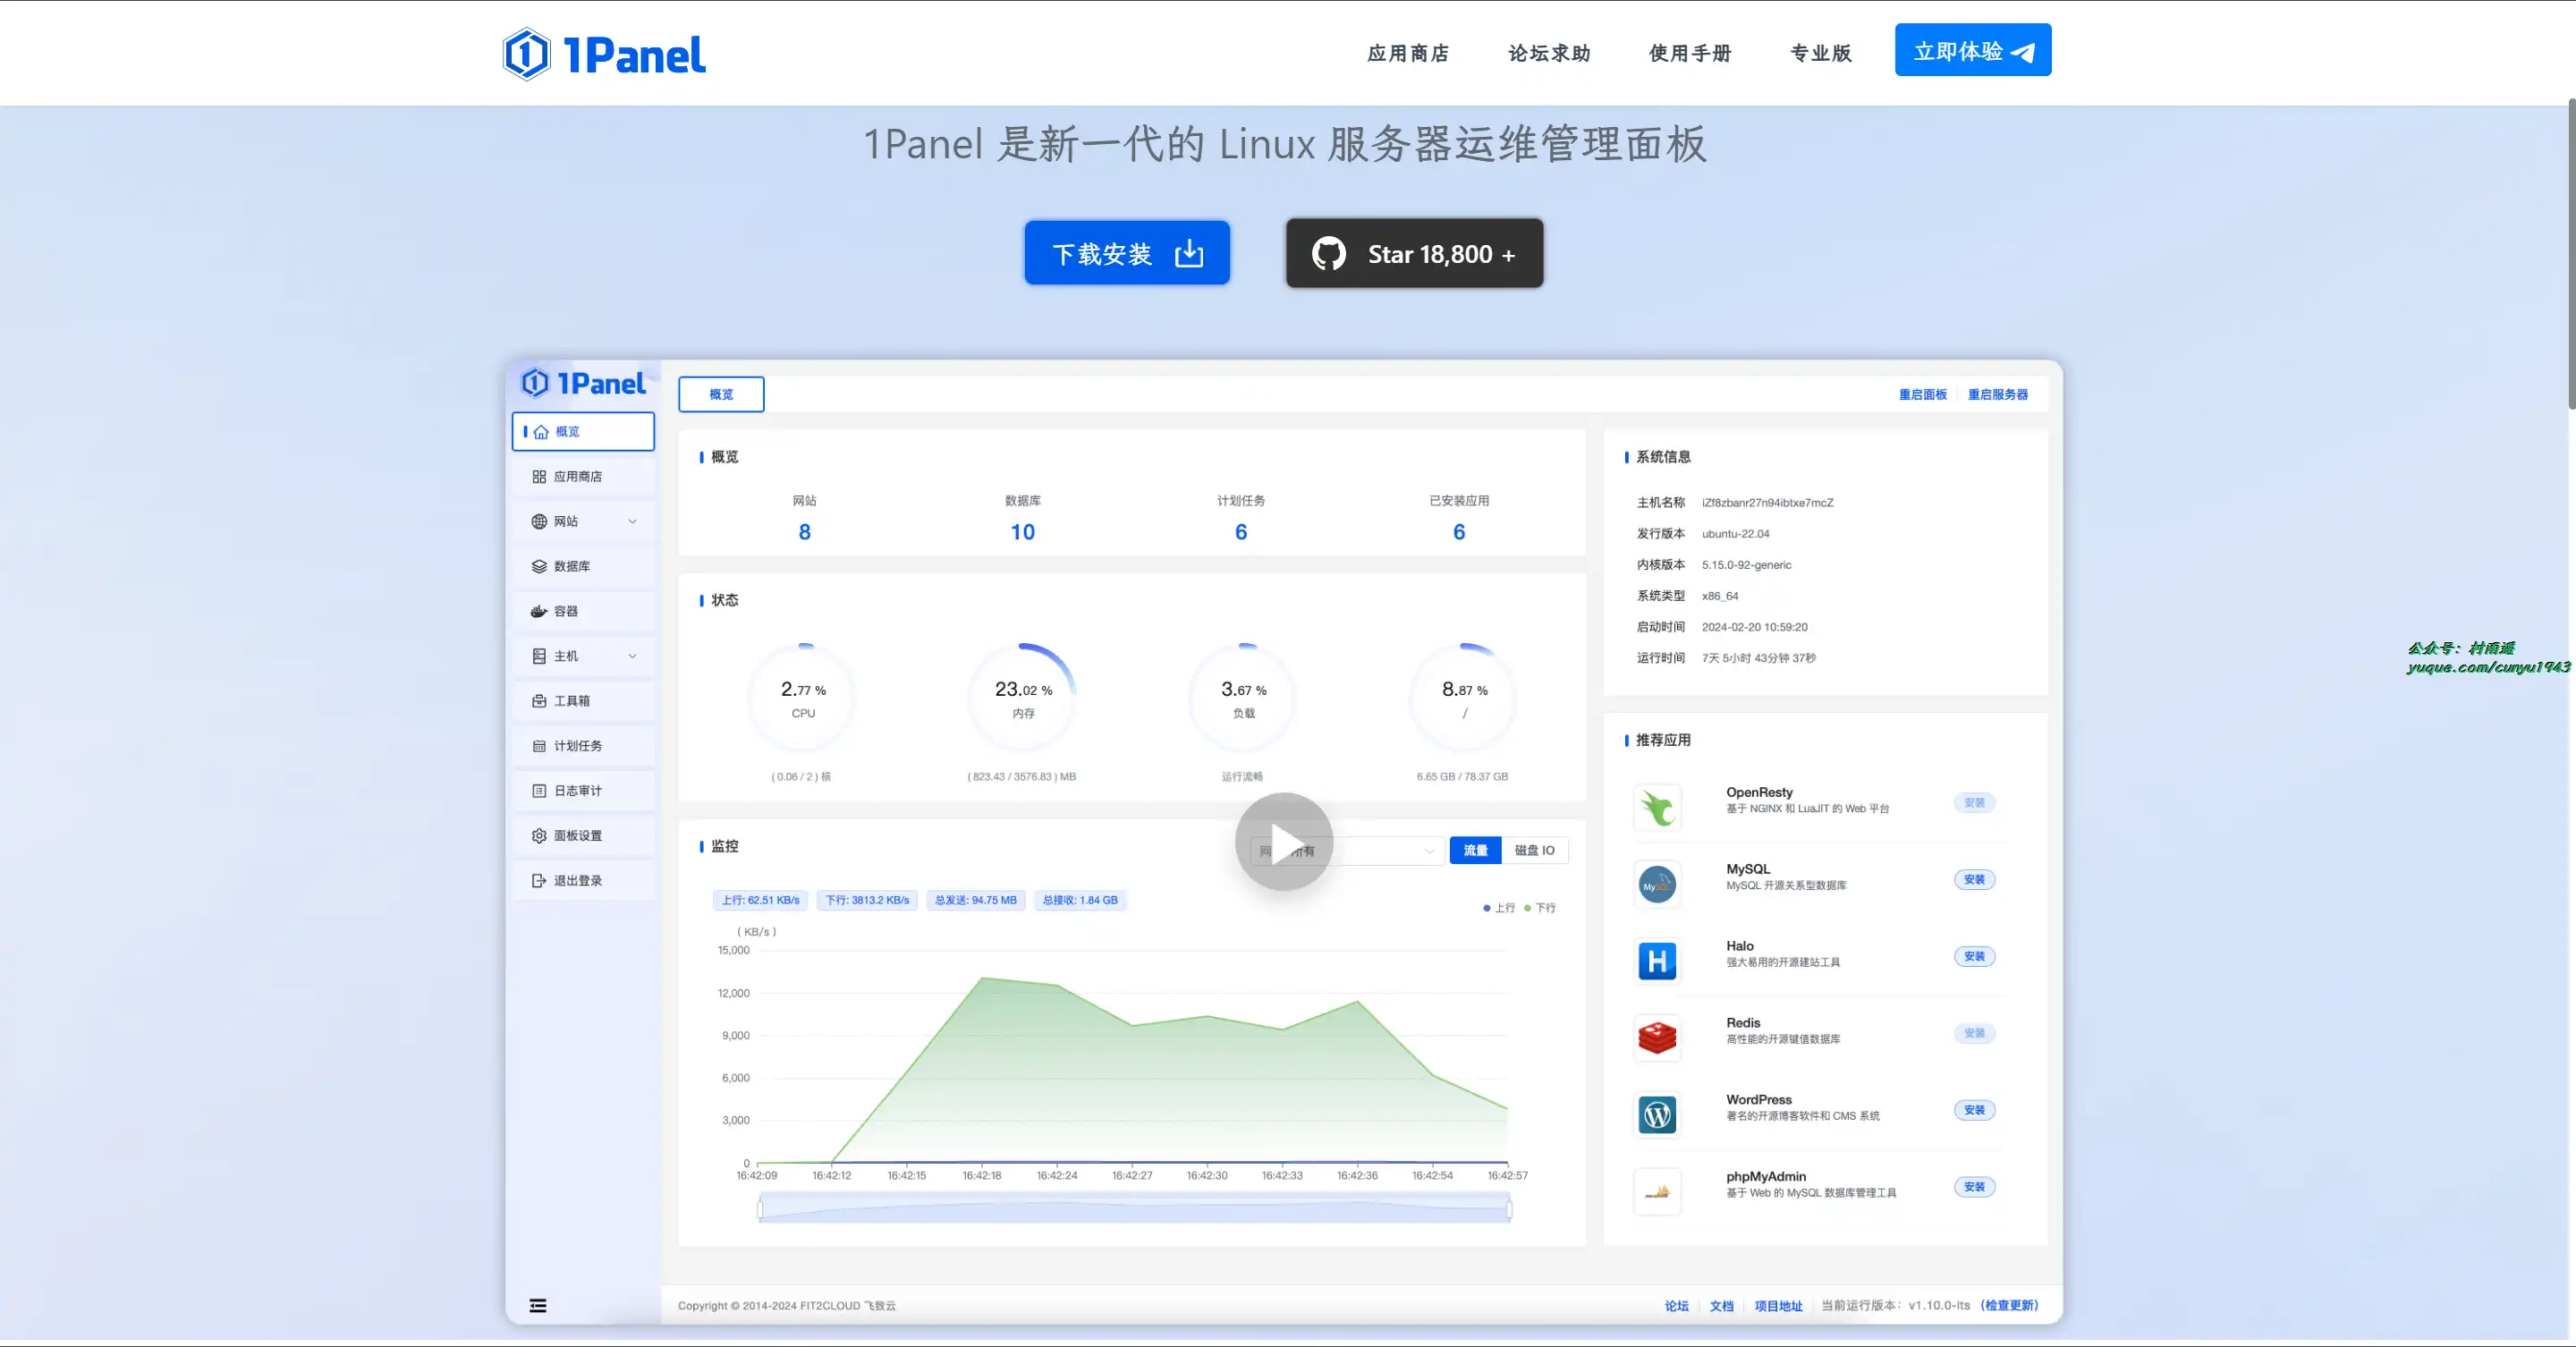 1Panel
应用商店 论坛求助 使用手册 专业版 立即体验
1Panel 是新一代的 Linux 服务器运维管理面板
下载安装 Star 18,800 +
1Panel
概览
应用商店
网站
数据库
容器
主机
工具箱
计划任务
日志审计
面板设置
退出登录
概览 重启面板 重启服务器
概览
网站 数据库 计划任务 已安装应用
8 10 6 6
状态
2.77 % 23.02 % 3.67 % 8.87 %
CPU 内存 负载 /
( 0.06 / 2 ) 核 ( 823.43 / 3576.83 ) MB 运行流畅 6.65 GB / 78.37 GB
监控
网 所有 流量 磁盘 IO
上行: 62.51 KB/s 下行: 3813.2 KB/s 总发送: 94.75 MB 总接收: 1.84 GB
上行 下行
( KB/s )
15,000
12,000
9,000
6,000
3,000
0
16:42:09 16:42:12 16:42:15 16:42:18 16:42:24 16:42:27 16:42:30 16:42:33 16:42:36 16:42:54 16:42:57
系统信息
主机名称 iZf8zbanr27n94ibtxe7mcZ
发行版本 ubuntu-22.04
内核版本 5.15.0-92-generic
系统类型 x86_64
启动时间 2024-02-20 10:59:20
运行时间 7天 5小时 43分钟 37秒
推荐应用
OpenResty
基于 NGINX 和 LuaJIT 的 Web 平台
安装
MySQL
MySQL 开源关系型数据库
安装
Halo
强大易用的开源建站工具
安装
Redis
高性能的开源键值数据库
安装
WordPress
著名的开源博客软件和 CMS 系统
安装
phpMyAdmin
基于 Web 的 MySQL 数据库管理工具
安装
Copyright © 2014-2024 FIT2CLOUD 飞致云
论坛 文档 项目地址 当前运行版本： v1.10.0-lts (检查更新)
公众号：村雨遥
yuque.com/cunyu1943